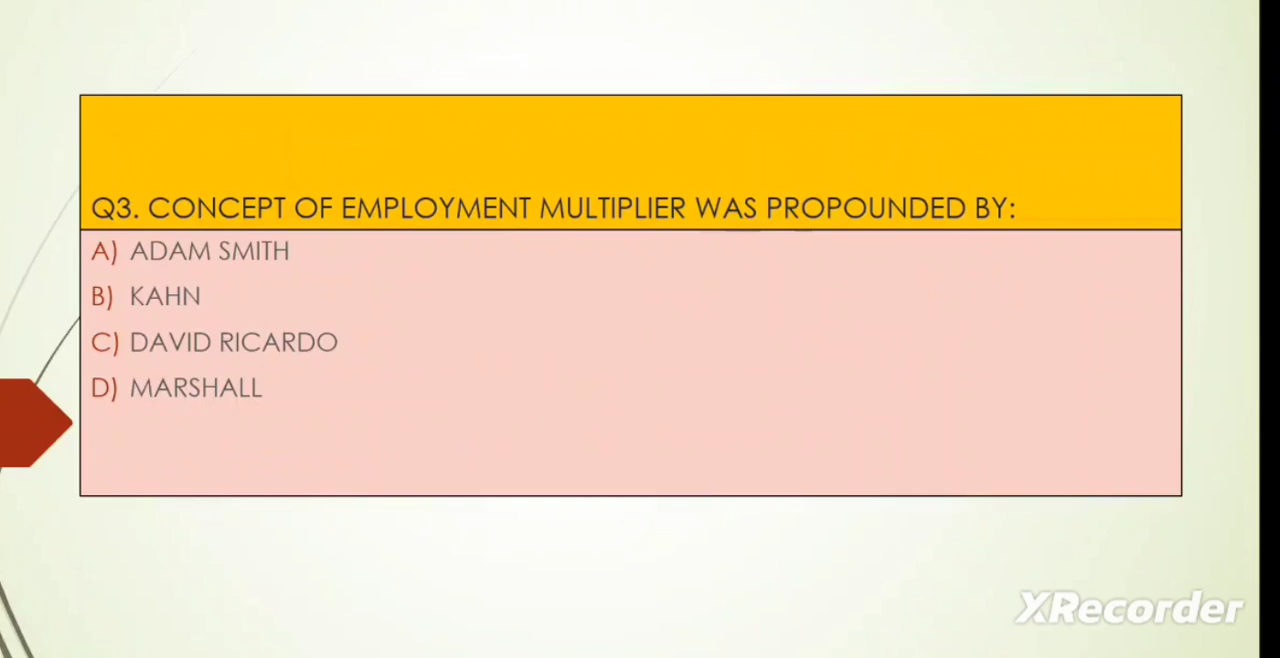 Q3. CONCEPT OF EMPLOYMENT MULTIPLIER WAS PROPOUNDED BY:
A) ADAM SMITH
B) KAHN
C) DAVID RICARDO
D) MARSHALL
XRecorder